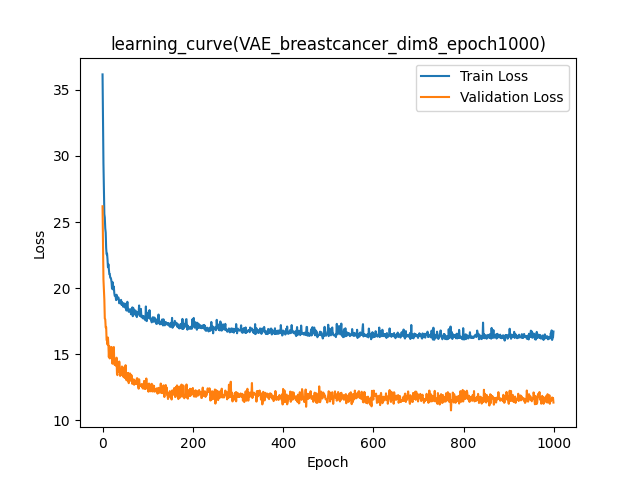 learning_curve(VAE_breastcancer_dim8_epoch1000)
Train Loss
Validation Loss
Loss
35
30
25
20
15
10
0 200 400 600 800 1000
Epoch